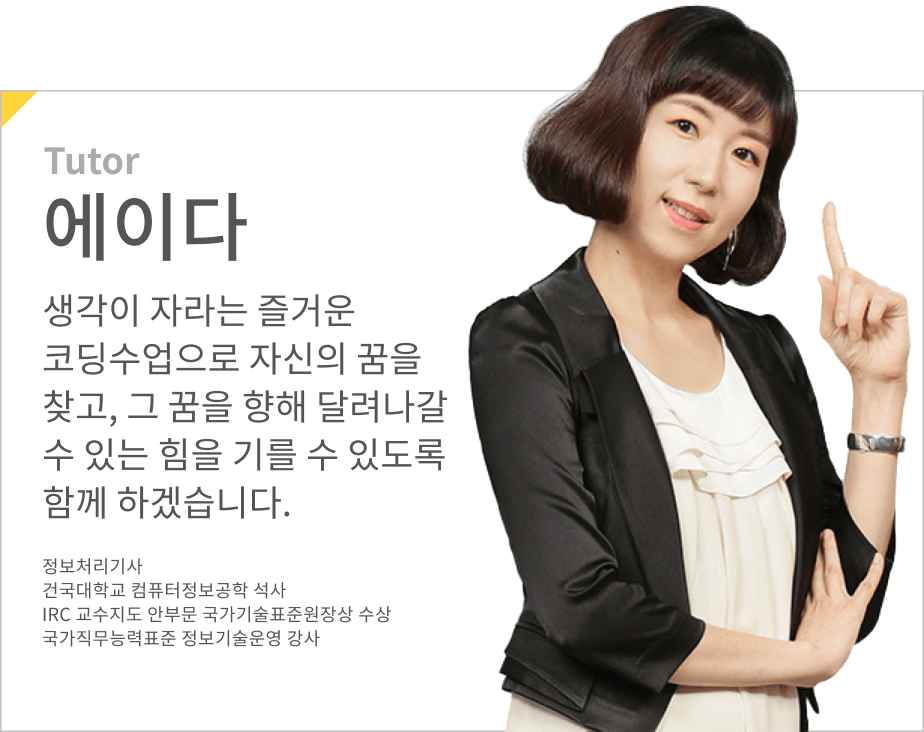 Tutor
에이다
생각이 자라는 즐거운
코딩수업으로 자신의 꿈을
찾고, 그 꿈을 향해 달려나갈
수 있는 힘을 기를 수 있도록
함께 하겠습니다.
정보처리기사
건국대학교 컴퓨터정보공학 석사
IRC 교수지도 안부문 국가기술표준원장상 수상
국가직무능력표준 정보기술운영 강사